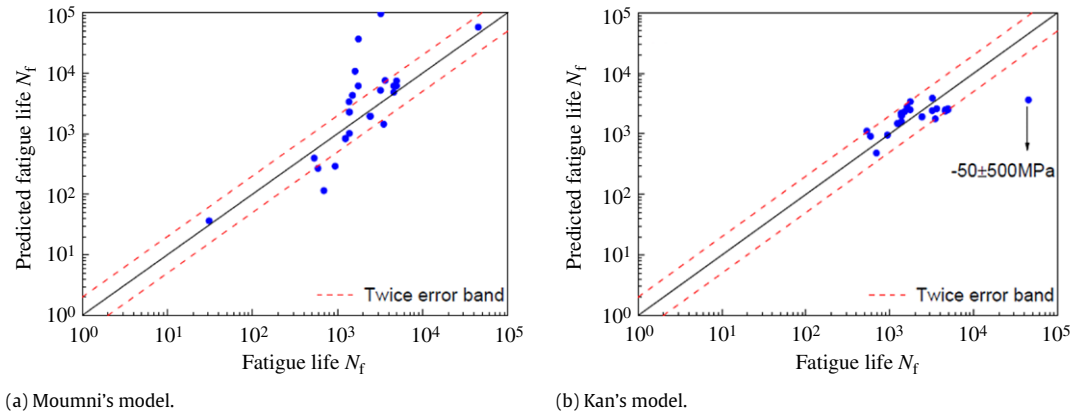 Predicted fatigue life N_f
10^5
10^4
10^3
10^2
10^1
10^0
Twice error band
10^0 10^1 10^2 10^3 10^4 10^5
Fatigue life N_f
(a) Moumni's model.
Predicted fatigue life N_f
10^5
10^4
10^3
10^2
10^1
10^0
-50±500MPa
Twice error band
10^0 10^1 10^2 10^3 10^4 10^5
Fatigue life N_f
(b) Kan's model.